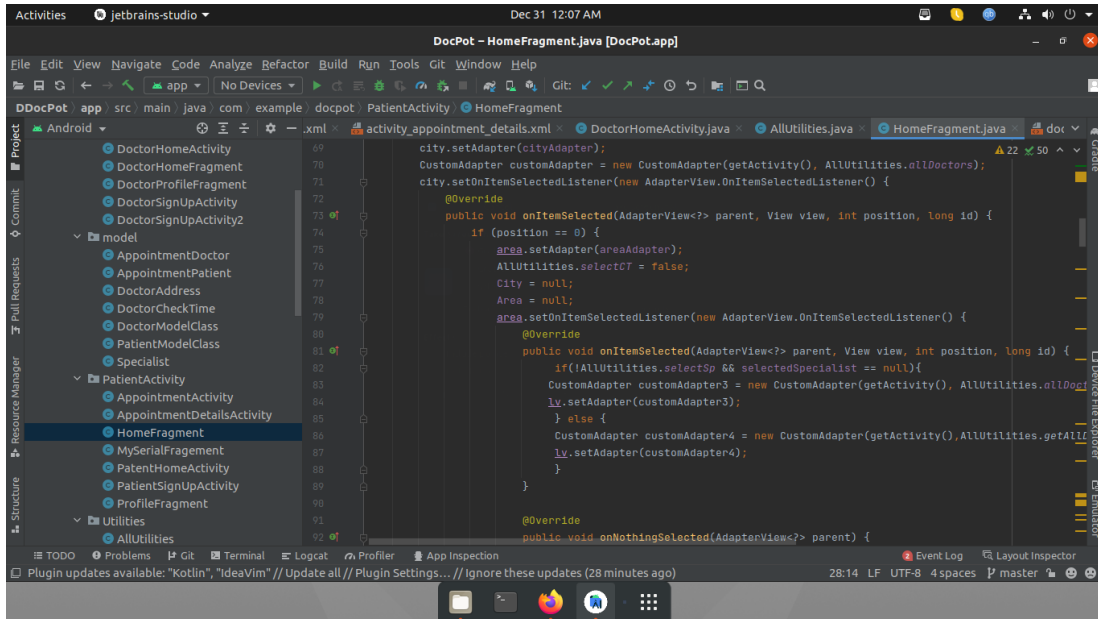 Activities jetbrains-studio Dec 31 12:07 AM
DocPot – HomeFragment.java [DocPot.app]
File Edit View Navigate Code Analyze Refactor Build Run Tools Git Window Help
app No Devices Git:
DDocPot app src main java com example docpot PatientActivity HomeFragment
Android .xml activity_appointment_details.xml DoctorHomeActivity.java AllUtilities.java HomeFragment.java doc
Project
Commit
Pull Requests
Resource Manager
Structure
DoctorHomeActivity
DoctorHomeFragment
DoctorProfileFragment
DoctorSignUpActivity
DoctorSignUpActivity2
model
AppointmentDoctor
AppointmentPatient
DoctorAddress
DoctorCheckTime
DoctorModelClass
PatientModelClass
Specialist
PatientActivity
AppointmentActivity
AppointmentDetailsActivity
HomeFragment
MySerialFragement
PatentHomeActivity
PatientSignUpActivity
ProfileFragment
Utilities
AllUtilities
22 50
69 city.setAdapter(cityAdapter);
70 CustomAdapter customAdapter = new CustomAdapter(getActivity(), AllUtilities.allDoctors);
71 city.setOnItemSelectedListener(new AdapterView.OnItemSelectedListener() {
72 @Override
73 public void onItemSelected(AdapterView<?> parent, View view, int position, long id) {
74 if (position == 0) {
75 area.setAdapter(areaAdapter);
76 AllUtilities.selectCT = false;
77 City = null;
78 Area = null;
79 area.setOnItemSelectedListener(new AdapterView.OnItemSelectedListener() {
80 @Override
81 public void onItemSelected(AdapterView<?> parent, View view, int position, long id) {
82 if(!AllUtilities.selectSp && selectedSpecialist == null){
83 CustomAdapter customAdapter3 = new CustomAdapter(getActivity(), AllUtilities.allDoct
84 lv.setAdapter(customAdapter3);
85 } else {
86 CustomAdapter customAdapter4 = new CustomAdapter(getActivity(),AllUtilities.getAllD
87 lv.setAdapter(customAdapter4);
88 }
89 }
90
91 @Override
92 public void onNothingSelected(AdapterView<?> parent) {
Gradle
Device File Explorer
Emulator
TODO Problems Git Terminal Logcat Profiler App Inspection 2 Event Log Layout Inspector
Plugin updates available: "Kotlin", "IdeaVim" // Update all // Plugin Settings... // Ignore these updates (28 minutes ago) 28:14 LF UTF-8 4 spaces master